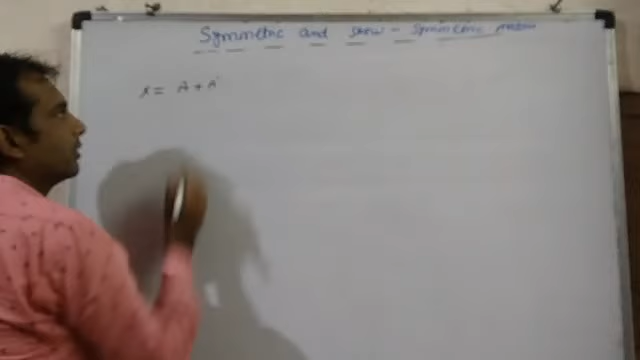 Symmetric and skew - symmetric matrix
x = A + A'